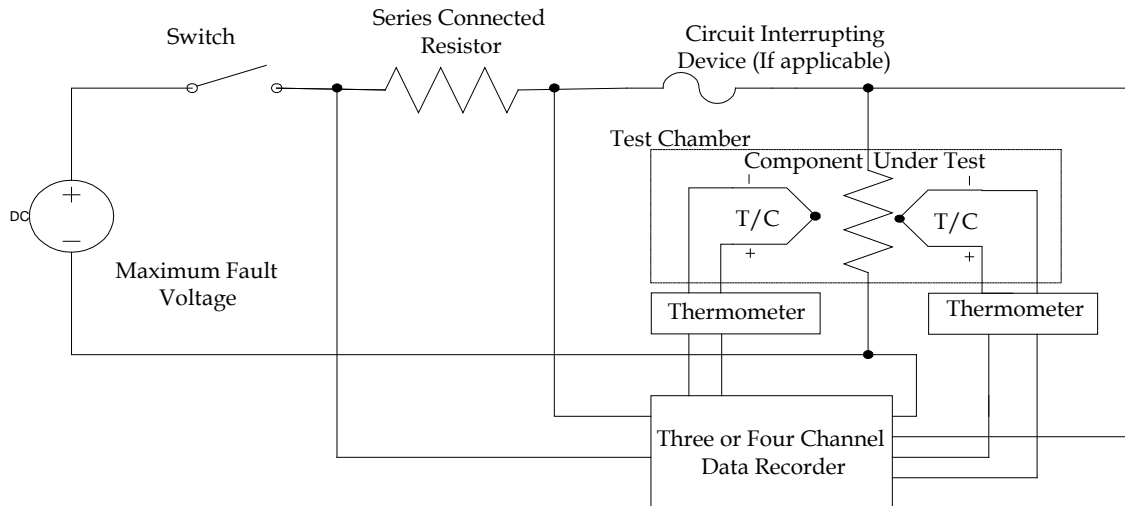 Series Connected
Resistor
Switch
Circuit Interrupting
Device (If applicable)
Test Chamber
Component Under Test
DC
+
−
Maximum Fault
Voltage
−
T/C
+
−
T/C
+
Thermometer
Thermometer
Three or Four Channel
Data Recorder